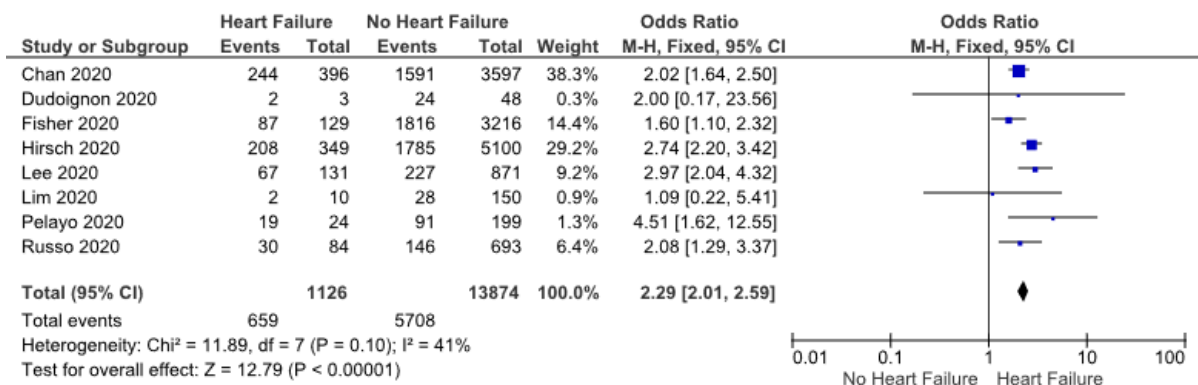 Heart Failure No Heart Failure Odds Ratio Odds Ratio
Study or Subgroup Events Total Events Total Weight M-H, Fixed, 95% CI M-H, Fixed, 95% CI
Chan 2020 244 396 1591 3597 38.3% 2.02 [1.64, 2.50]
Dudoignon 2020 2 3 24 48 0.3% 2.00 [0.17, 23.56]
Fisher 2020 87 129 1816 3216 14.4% 1.60 [1.10, 2.32]
Hirsch 2020 208 349 1785 5100 29.2% 2.74 [2.20, 3.42]
Lee 2020 67 131 227 871 9.2% 2.97 [2.04, 4.32]
Lim 2020 2 10 28 150 0.9% 1.09 [0.22, 5.41]
Pelayo 2020 19 24 91 199 1.3% 4.51 [1.62, 12.55]
Russo 2020 30 84 146 693 6.4% 2.08 [1.29, 3.37]
Total (95% CI) 1126 13874 100.0% 2.29 [2.01, 2.59]
Total events 659 5708
Heterogeneity: Chi² = 11.89, df = 7 (P = 0.10); I² = 41%
Test for overall effect: Z = 12.79 (P < 0.00001)
0.01 0.1 1 10 100
No Heart Failure Heart Failure